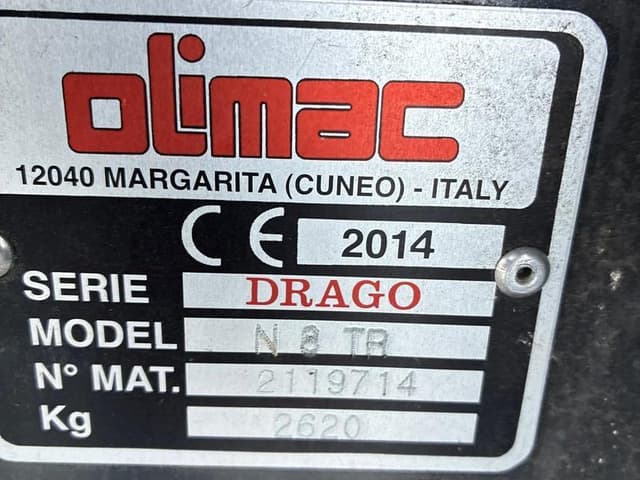 olimac
12040 MARGARITA (CUNEO) - ITALY
CE 2014
SERIE DRAGO
MODEL N 8 TR
N° MAT. 2119714
Kg 2620